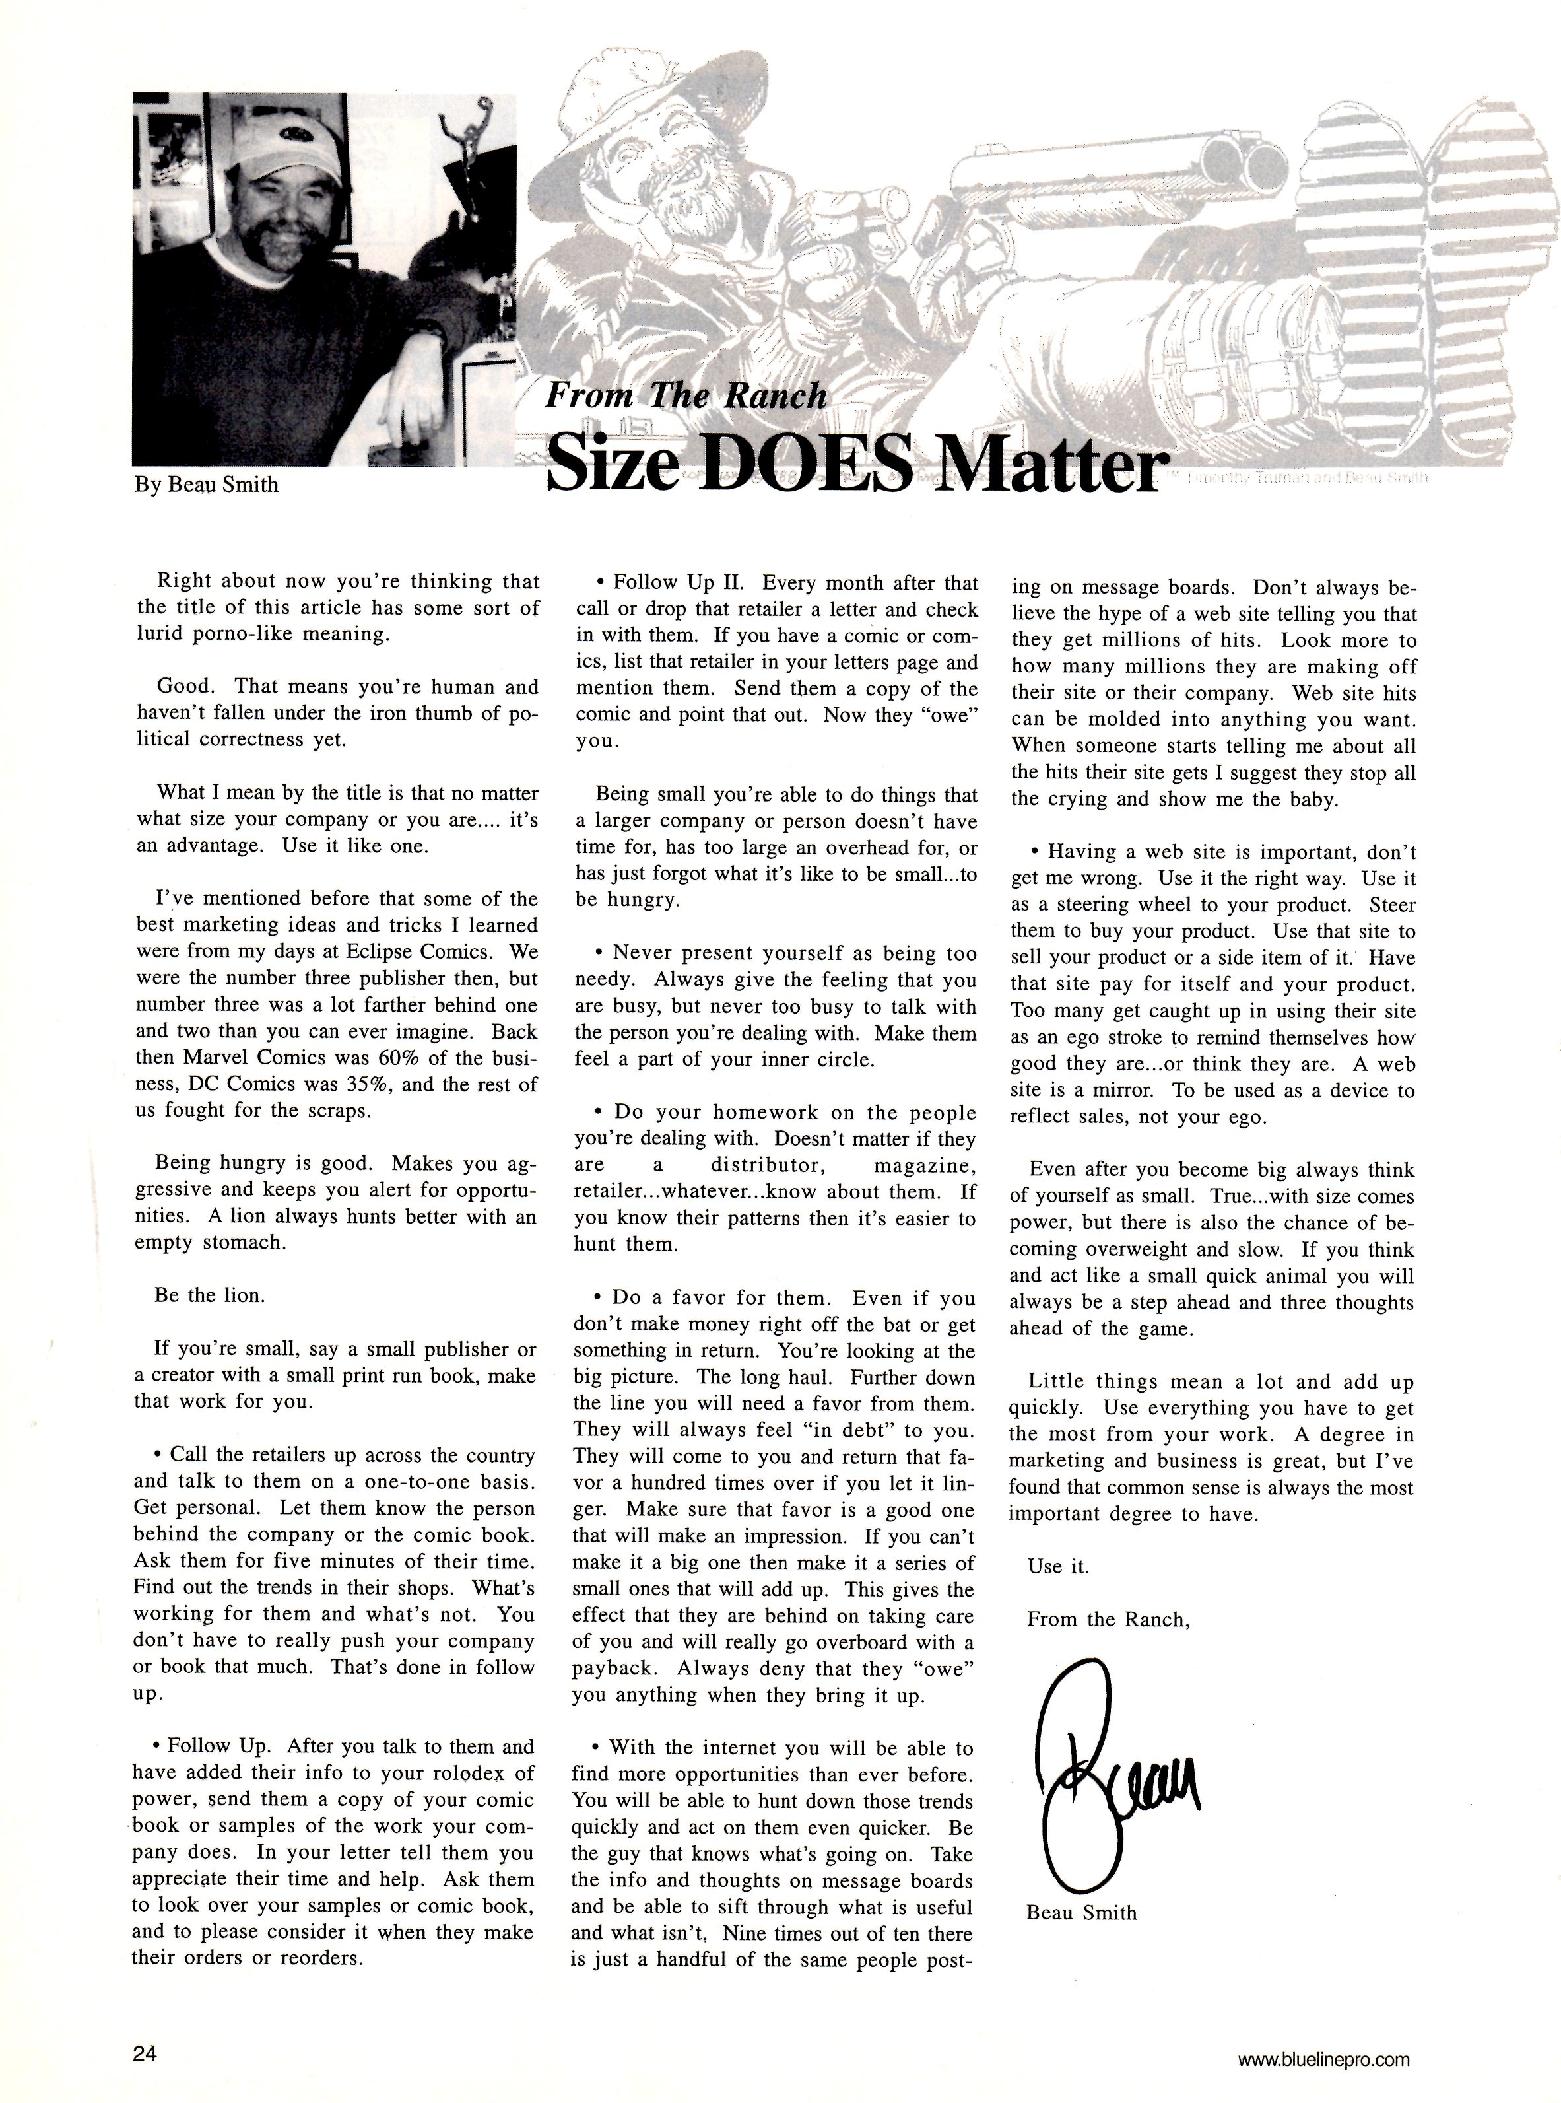 From The Ranch
Size DOES Matter
By Beau Smith
Timothy Truman and Beau Smith
Right about now you're thinking that
the title of this article has some sort of
lurid porno-like meaning.
Good. That means you're human and
haven't fallen under the iron thumb of po-
litical correctness yet.
What I mean by the title is that no matter
what size your company or you are.... it's
an advantage. Use it like one.
I've mentioned before that some of the
best marketing ideas and tricks I learned
were from my days at Eclipse Comics. We
were the number three publisher then, but
number three was a lot farther behind one
and two than you can ever imagine. Back
then Marvel Comics was 60% of the busi-
ness, DC Comics was 35%, and the rest of
us fought for the scraps.
Being hungry is good. Makes you ag-
gressive and keeps you alert for opportu-
nities. A lion always hunts better with an
empty stomach.
Be the lion.
If you're small, say a small publisher or
a creator with a small print run book, make
that work for you.
• Call the retailers up across the country
and talk to them on a one-to-one basis.
Get personal. Let them know the person
behind the company or the comic book.
Ask them for five minutes of their time.
Find out the trends in their shops. What's
working for them and what's not. You
don't have to really push your company
or book that much. That's done in follow
up.
• Follow Up. After you talk to them and
have added their info to your rolodex of
power, send them a copy of your comic
book or samples of the work your com-
pany does. In your letter tell them you
appreciate their time and help. Ask them
to look over your samples or comic book,
and to please consider it when they make
their orders or reorders.
• Follow Up II. Every month after that
call or drop that retailer a letter and check
in with them. If you have a comic or com-
ics, list that retailer in your letters page and
mention them. Send them a copy of the
comic and point that out. Now they “owe”
you.
Being small you're able to do things that
a larger company or person doesn't have
time for, has too large an overhead for, or
has just forgot what it's like to be small...to
be hungry.
• Never present yourself as being too
needy. Always give the feeling that you
are busy, but never too busy to talk with
the person you're dealing with. Make them
feel a part of your inner circle.
• Do your homework on the people
you're dealing with. Doesn't matter if they
are a distributor, magazine,
retailer...whatever...know about them. If
you know their patterns then it's easier to
hunt them.
• Do a favor for them. Even if you
don't make money right off the bat or get
something in return. You're looking at the
big picture. The long haul. Further down
the line you will need a favor from them.
They will always feel “in debt” to you.
They will come to you and return that fa-
vor a hundred times over if you let it lin-
ger. Make sure that favor is a good one
that will make an impression. If you can't
make it a big one then make it a series of
small ones that will add up. This gives the
effect that they are behind on taking care
of you and will really go overboard with a
payback. Always deny that they “owe”
you anything when they bring it up.
• With the internet you will be able to
find more opportunities than ever before.
You will be able to hunt down those trends
quickly and act on them even quicker. Be
the guy that knows what's going on. Take
the info and thoughts on message boards
and be able to sift through what is useful
and what isn't, Nine times out of ten there
is just a handful of the same people post-
ing on message boards. Don't always be-
lieve the hype of a web site telling you that
they get millions of hits. Look more to
how many millions they are making off
their site or their company. Web site hits
can be molded into anything you want.
When someone starts telling me about all
the hits their site gets I suggest they stop all
the crying and show me the baby.
• Having a web site is important, don't
get me wrong. Use it the right way. Use it
as a steering wheel to your product. Steer
them to buy your product. Use that site to
sell your product or a side item of it. Have
that site pay for itself and your product.
Too many get caught up in using their site
as an ego stroke to remind themselves how
good they are...or think they are. A web
site is a mirror. To be used as a device to
reflect sales, not your ego.
Even after you become big always think
of yourself as small. True...with size comes
power, but there is also the chance of be-
coming overweight and slow. If you think
and act like a small quick animal you will
always be a step ahead and three thoughts
ahead of the game.
Little things mean a lot and add up
quickly. Use everything you have to get
the most from your work. A degree in
marketing and business is great, but I've
found that common sense is always the most
important degree to have.
Use it.
From the Ranch,
Beau
Beau Smith
24
www.bluelinepro.com